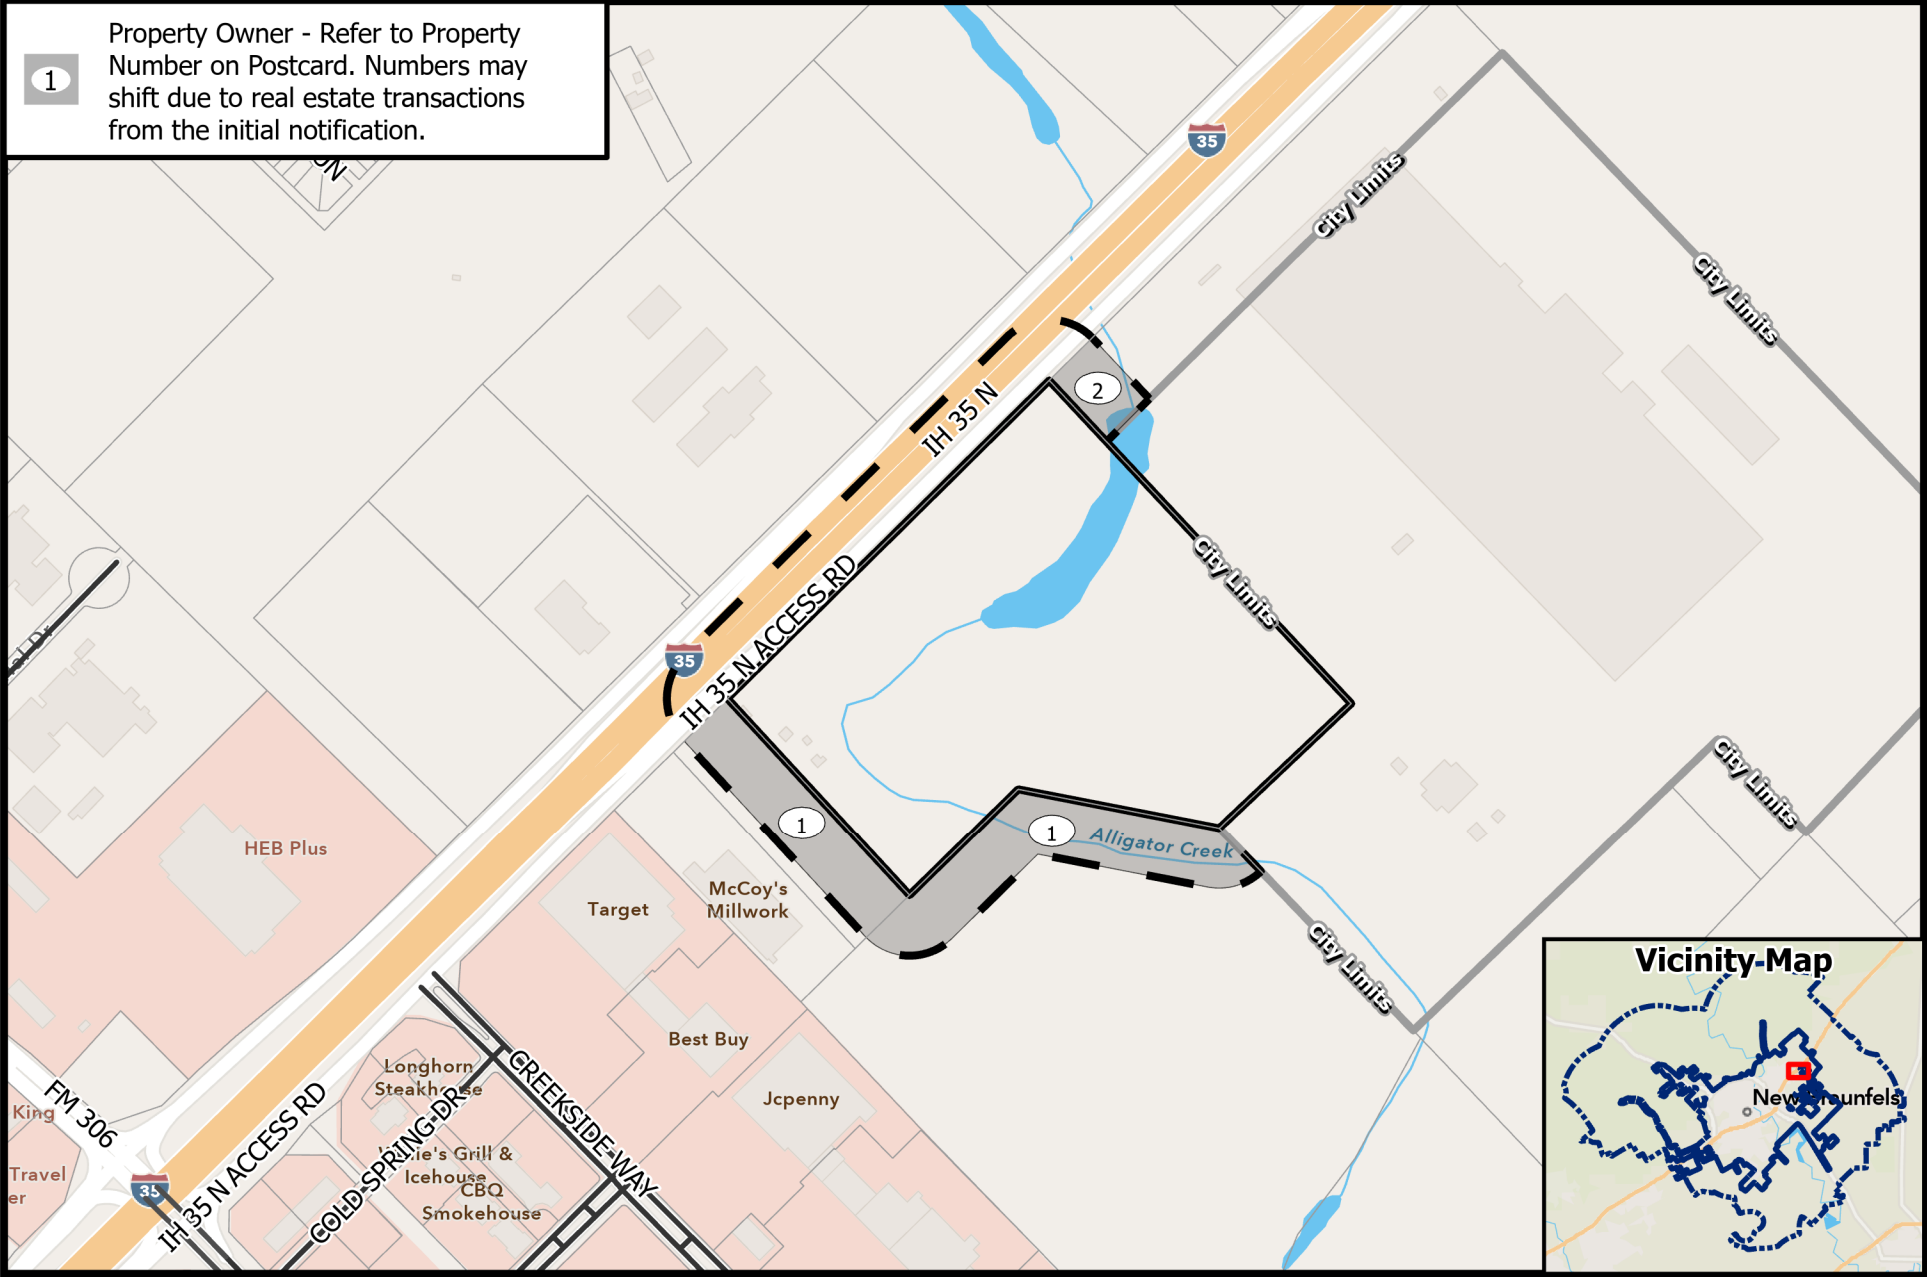 Property Owner - Refer to Property
Number on Postcard. Numbers may
shift due to real estate transactions
from the initial notification.
1
35
City Limits
City Limits
2
IH 35 N
City Limits
IH 35 N ACCESS RD
35
1
1
Alligator Creek
City Limits
City Limits
HEB Plus
Target
McCoy's
Millwork
Best Buy
Jcpenny
Longhorn
Steakhouse
CREEKSIDE WAY
COLD SPRING DR
Grill &
Icehouse
CBQ
Smokehouse
FM 306
King
Travel
35
IH 35 N ACCESS RD
Vicinity Map
New Braunfels